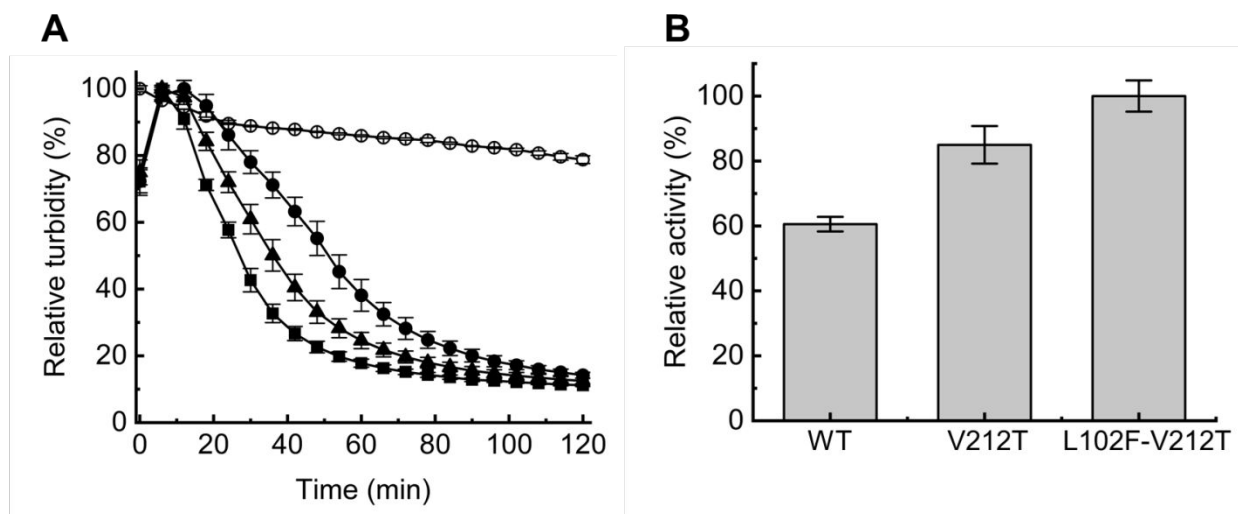 A
Relative turbidity (%)
100
80
60
40
20
0
0 20 40 60 80 100 120
Time (min)
B
Relative activity (%)
100
80
60
40
20
0
WT V212T L102F-V212T